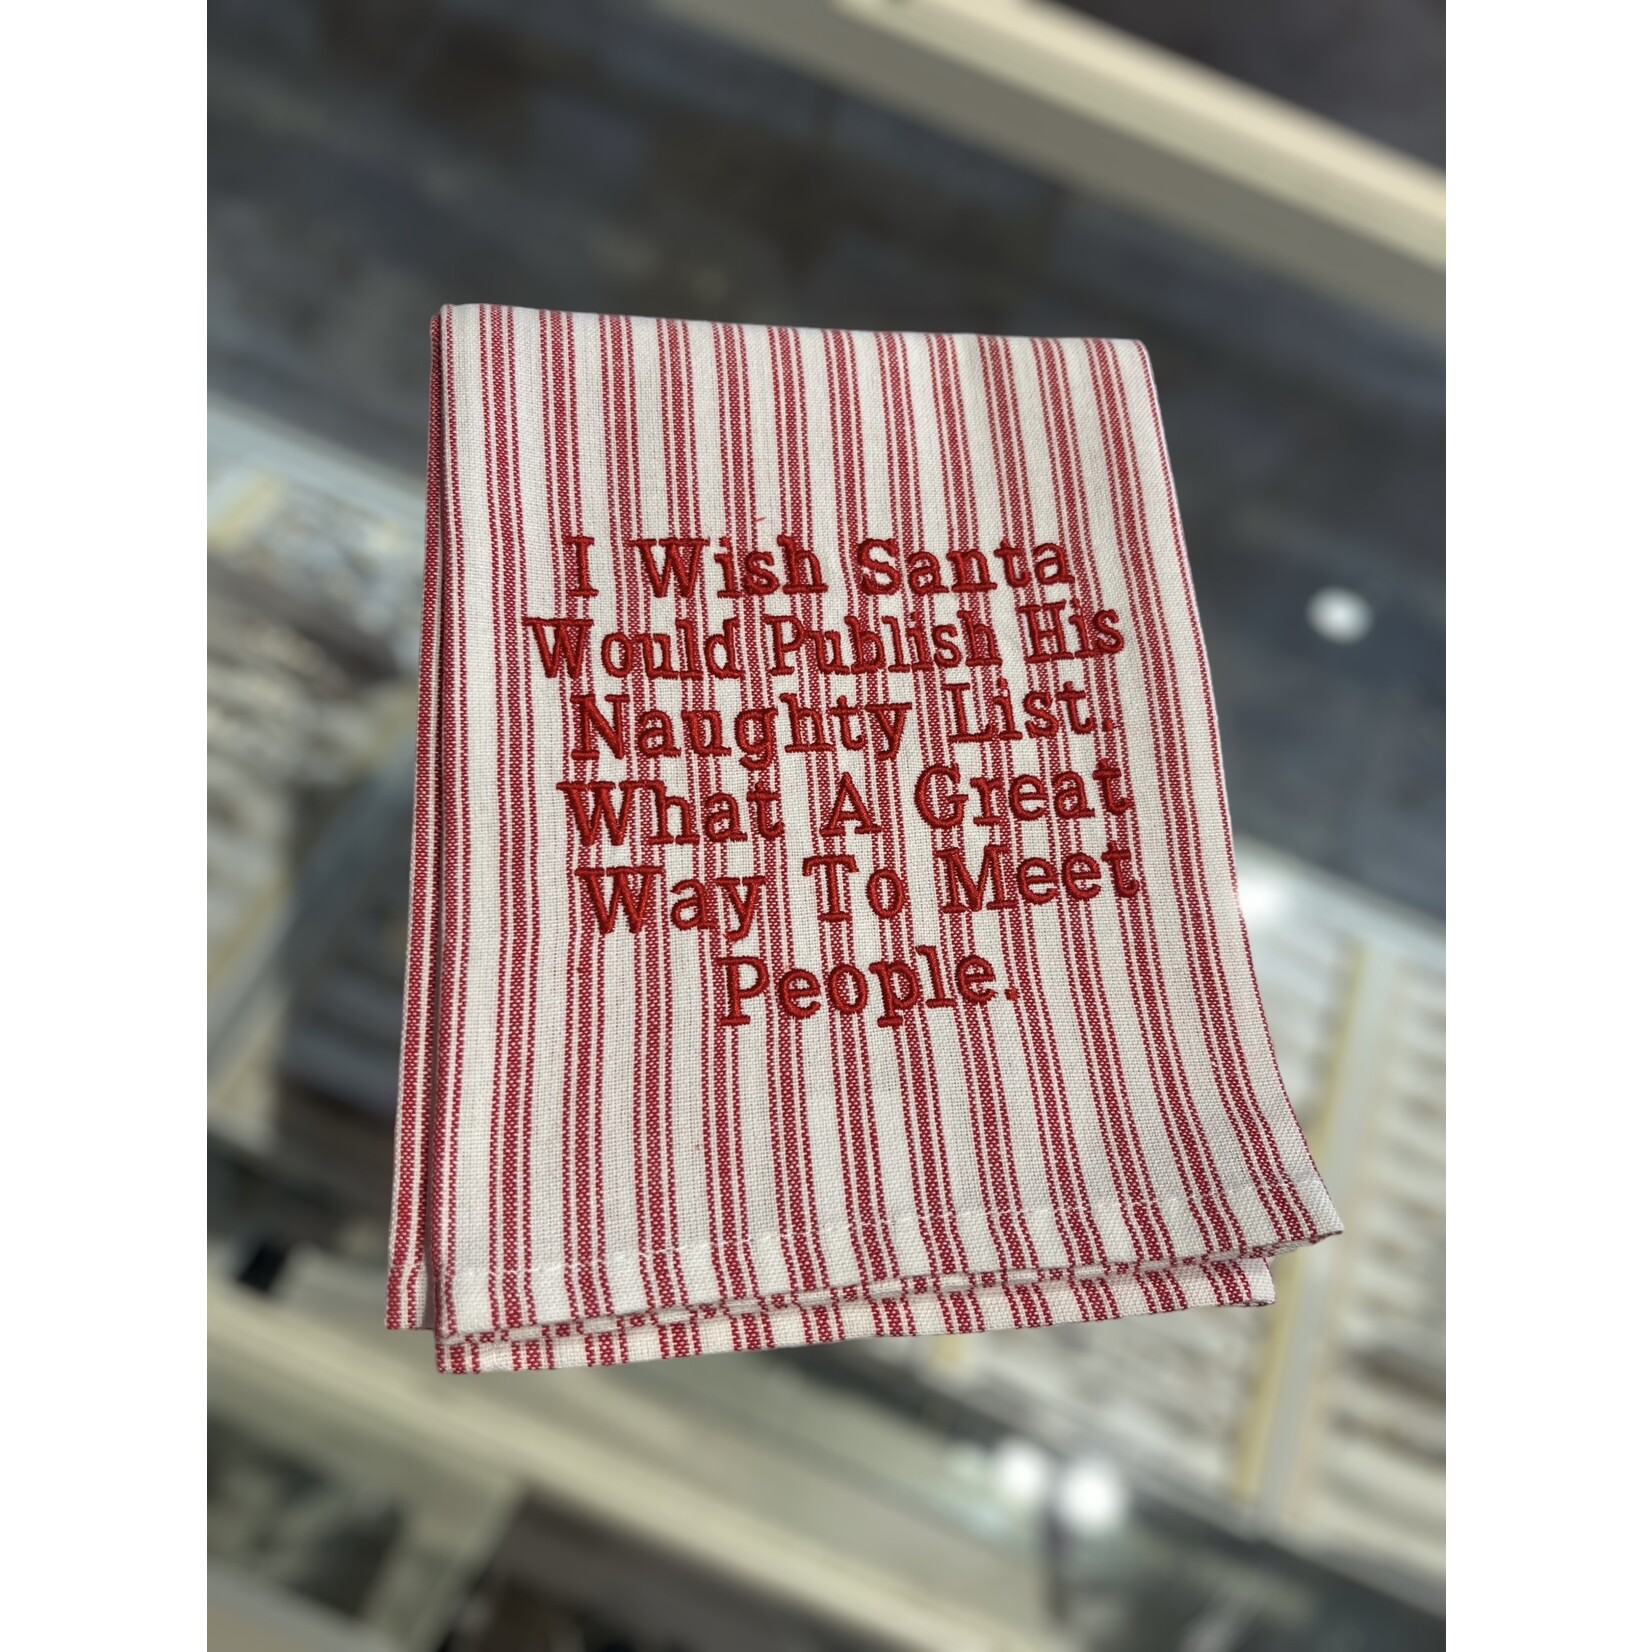 I Wish Santa
Would Publish His
Naughty List.
What A Great
Way To Meet
People.